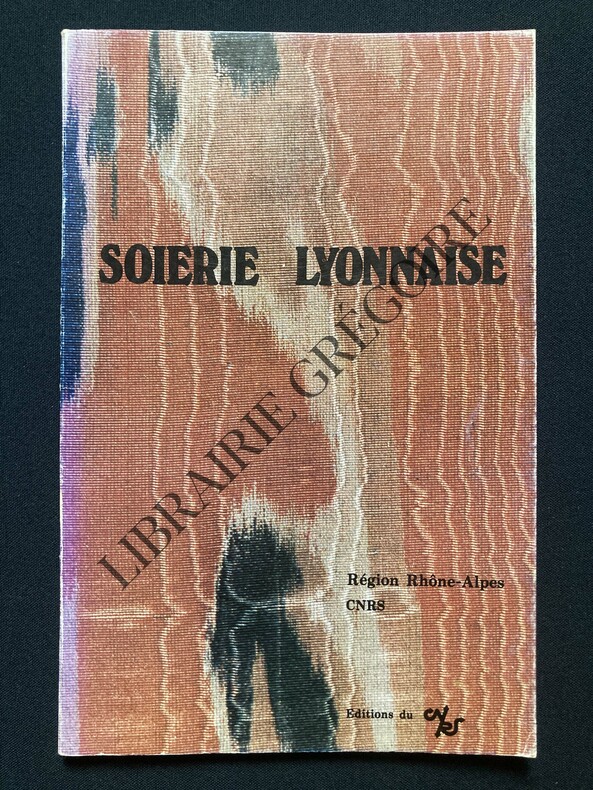 SOIERIE LYONNAISE
LIBRAIRIE GRÉGOIRE
Région Rhône-Alpes
CNRS
Editions du CNRS